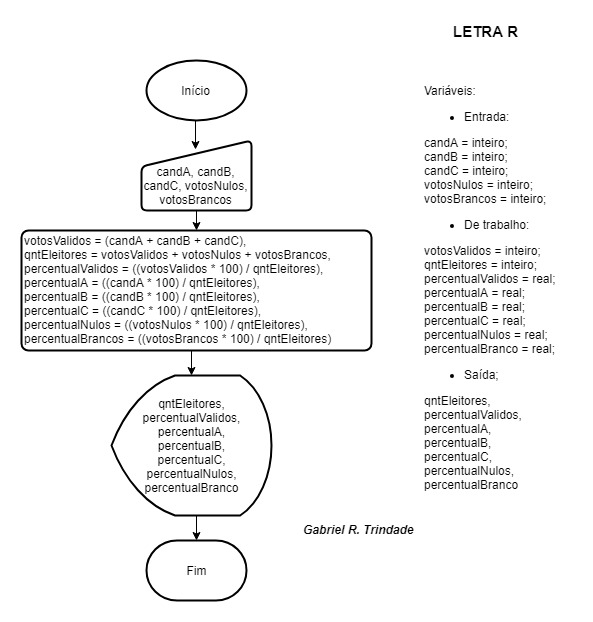 LETRA R
Início
candA, candB,
candC, votosNulos,
votosBrancos
votosValidos = (candA + candB + candC),
qntEleitores = votosValidos + votosNulos + votosBrancos,
percentualValidos = ((votosValidos * 100) / qntEleitores),
percentualA = ((candA * 100) / qntEleitores),
percentualB = ((candB * 100) / qntEleitores),
percentualC = ((candC * 100) / qntEleitores),
percentualNulos = ((votosNulos * 100) / qntEleitores),
percentualBrancos = ((votosBrancos * 100) / qntEleitores)
qntEleitores,
percentualValidos,
percentualA,
percentualB,
percentualC,
percentualNulos,
percentualBranco
Fim
Gabriel R. Trindade
Variáveis:
• Entrada:
candA = inteiro;
candB = inteiro;
candC = inteiro;
votosNulos = inteiro;
votosBrancos = inteiro;
• De trabalho:
votosValidos = inteiro;
qntEleitores = inteiro;
percentualValidos = real;
percentualA = real;
percentualB = real;
percentualC = real;
percentualNulos = real;
percentualBranco = real;
• Saída;
qntEleitores,
percentualValidos,
percentualA,
percentualB,
percentualC,
percentualNulos,
percentualBranco